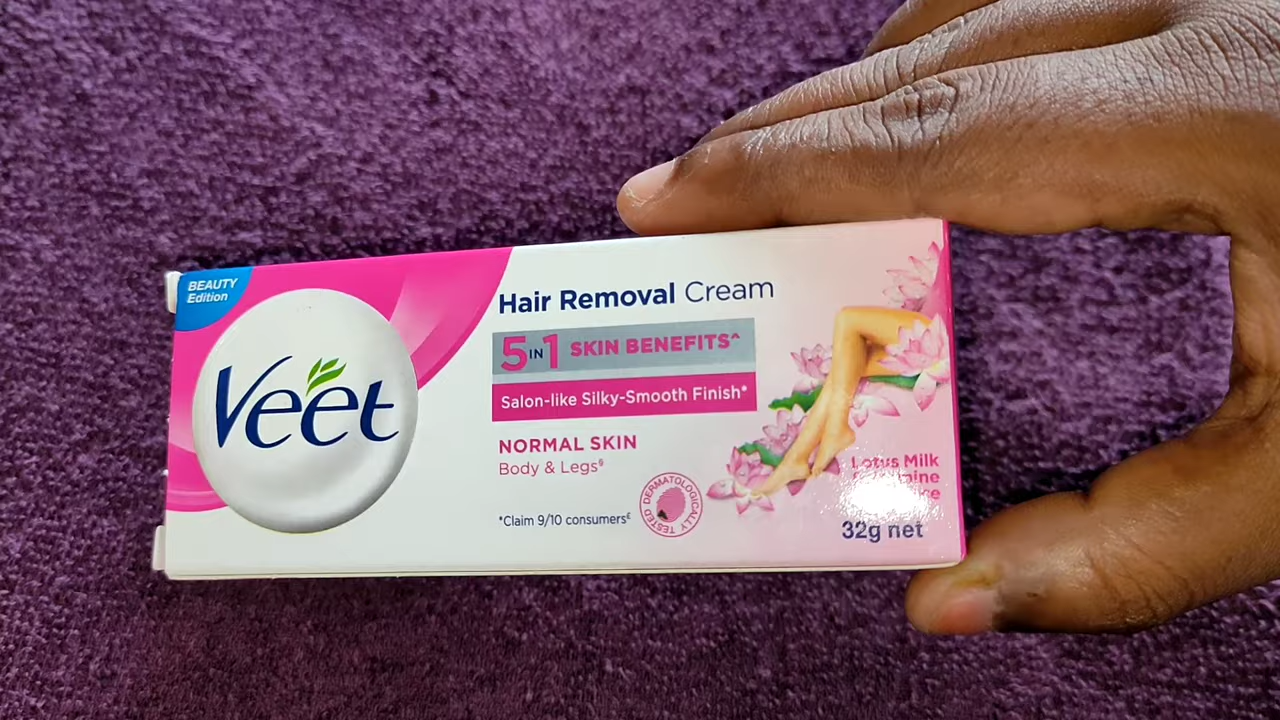 BEAUTY
Edition
Veet
Hair Removal Cream
5 IN 1 SKIN BENEFITS^
Salon-like Silky-Smooth Finish*
NORMAL SKIN
Body & Legs◊
*Claim 9/10 consumers£
DERMATOLOGICALLY TESTED
Lotus Milk
32g net